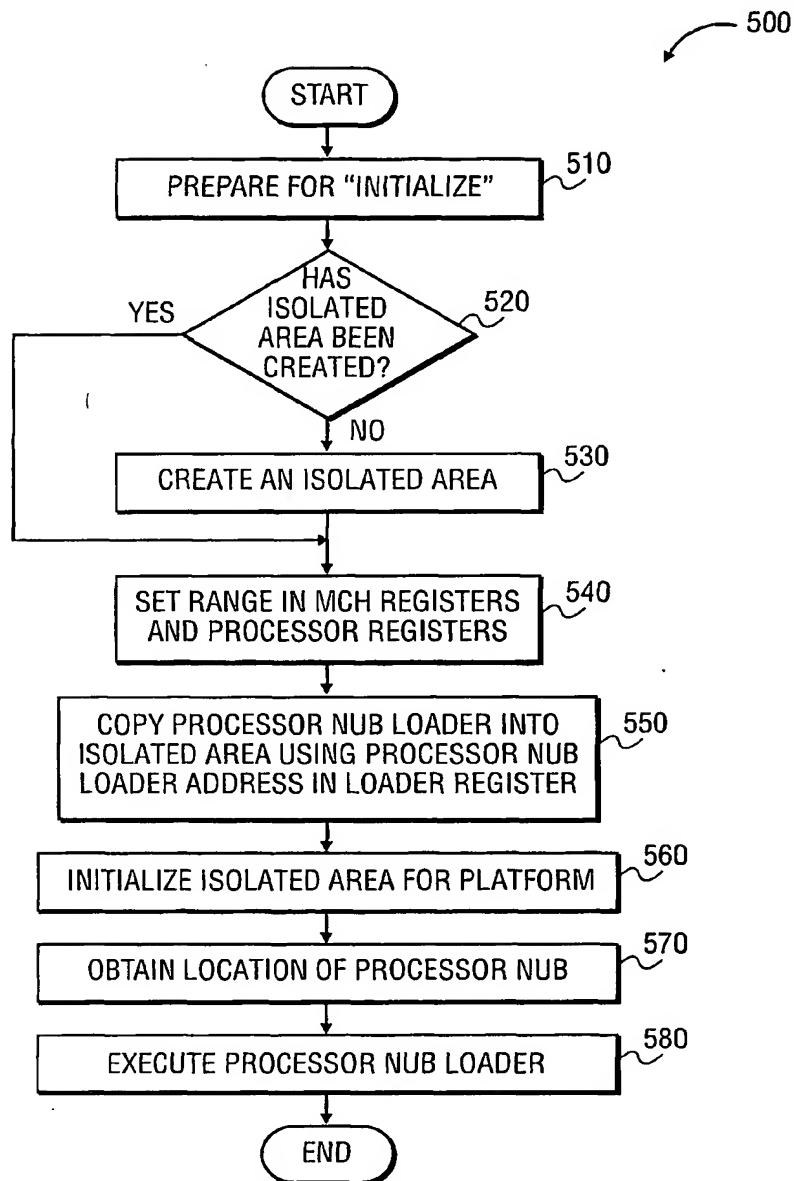 500
START
PREPARE FOR “INITIALIZE”
510
HAS
ISOLATED
AREA BEEN
CREATED?
520
YES
NO
CREATE AN ISOLATED AREA
530
SET RANGE IN MCH REGISTERS
AND PROCESSOR REGISTERS
540
COPY PROCESSOR NUB LOADER INTO
ISOLATED AREA USING PROCESSOR NUB
LOADER ADDRESS IN LOADER REGISTER
550
INITIALIZE ISOLATED AREA FOR PLATFORM
560
OBTAIN LOCATION OF PROCESSOR NUB
570
EXECUTE PROCESSOR NUB LOADER
580
END